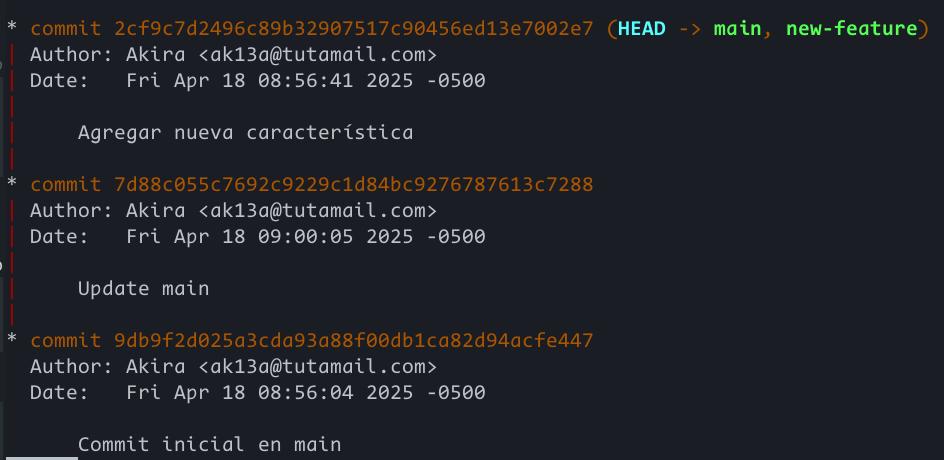 * commit 2cf9c7d2496c89b32907517c90456ed13e7002e7 (HEAD -> main, new-feature)
| Author: Akira <ak13a@tutamail.com>
| Date:   Fri Apr 18 08:56:41 2025 -0500
|
|     Agregar nueva característica
|
* commit 7d88c055c7692c9229c1d84bc9276787613c7288
| Author: Akira <ak13a@tutamail.com>
| Date:   Fri Apr 18 09:00:05 2025 -0500
|
|     Update main
|
* commit 9db9f2d025a3cda93a88f00db1ca82d94acfe447
  Author: Akira <ak13a@tutamail.com>
  Date:   Fri Apr 18 08:56:04 2025 -0500

      Commit inicial en main